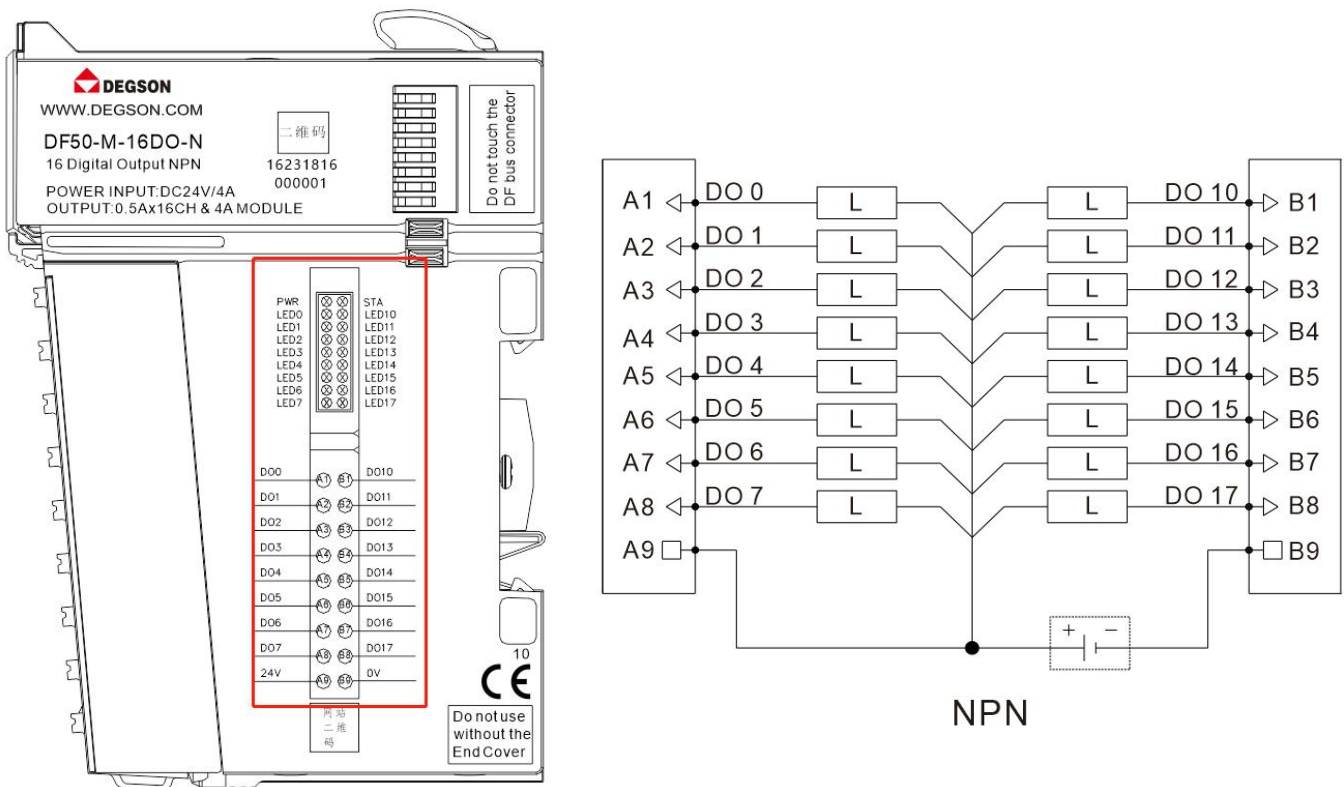 DEGSON
WWW.DEGSON.COM
DF50-M-16DO-N
16 Digital Output NPN
POWER INPUT:DC24V/4A
OUTPUT:0.5Ax16CH & 4A MODULE
二维码
16231816
000001
Do not touch the
DF bus connector
PWR STA
LED0 LED10
LED1 LED11
LED2 LED12
LED3 LED13
LED4 LED14
LED5 LED15
LED6 LED16
LED7 LED17
DO0 A1 B1 DO10
DO1 A2 B2 DO11
DO2 A3 B3 DO12
DO3 A4 B4 DO13
DO4 A5 B5 DO14
DO5 A6 B6 DO15
DO6 A7 B7 DO16
DO7 A8 B8 DO17
24V A9 B9 0V
网站
二维
码
10
CE
Do not use
without the
End Cover
A1 DO 0 L L DO 10 B1
A2 DO 1 L L DO 11 B2
A3 DO 2 L L DO 12 B3
A4 DO 3 L L DO 13 B4
A5 DO 4 L L DO 14 B5
A6 DO 5 L L DO 15 B6
A7 DO 6 L L DO 16 B7
A8 DO 7 L L DO 17 B8
A9 B9
+ −
NPN